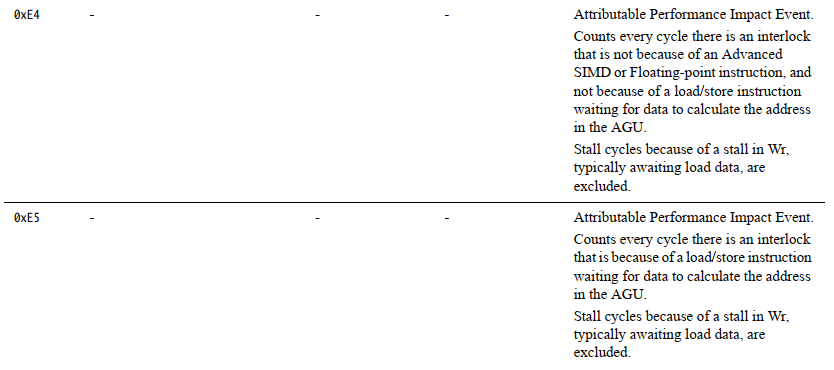 0xE4 - - - Attributable Performance Impact Event.
Counts every cycle there is an interlock
that is not because of an Advanced
SIMD or Floating-point instruction, and
not because of a load/store instruction
waiting for data to calculate the address
in the AGU.
Stall cycles because of a stall in Wr,
typically awaiting load data, are
excluded.
0xE5 - - - Attributable Performance Impact Event.
Counts every cycle there is an interlock
that is because of a load/store instruction
waiting for data to calculate the address
in the AGU.
Stall cycles because of a stall in Wr,
typically awaiting load data, are
excluded.